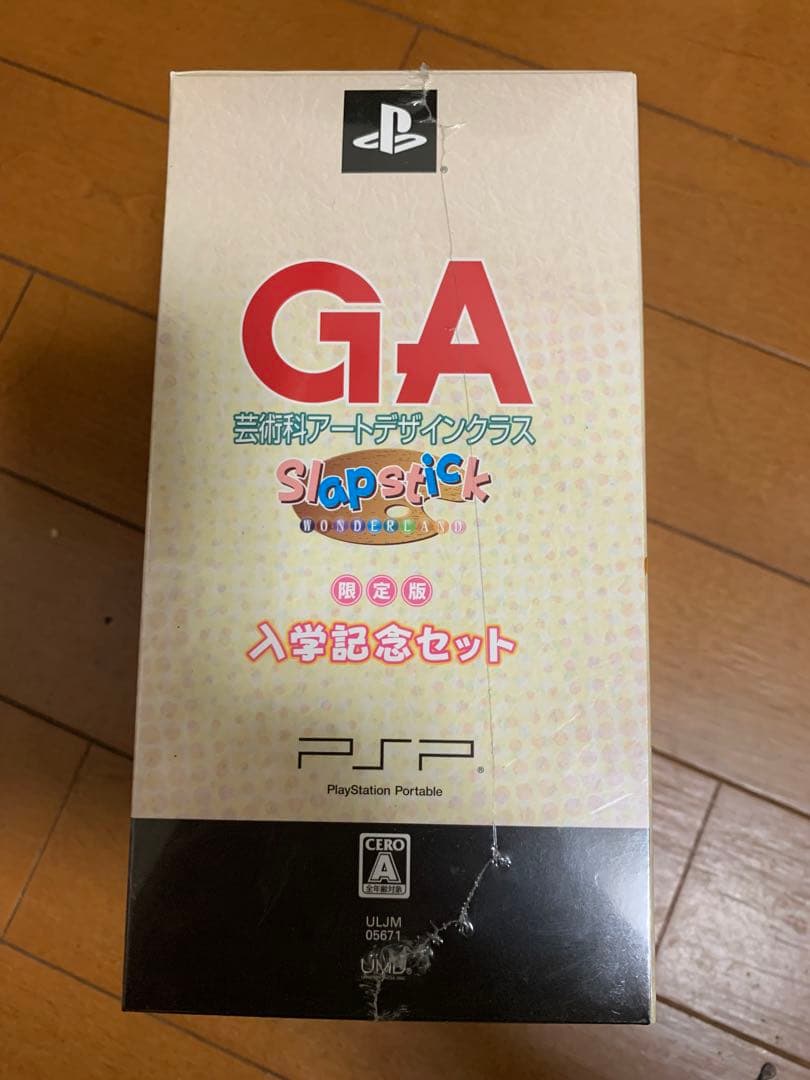 GA
芸術科アートデザインクラス
Slapstick
WONDERLAND
限定版
入学記念セット
PSP®
PlayStation Portable
CERO
A
全年齢対象
ULJM
05671
UMD